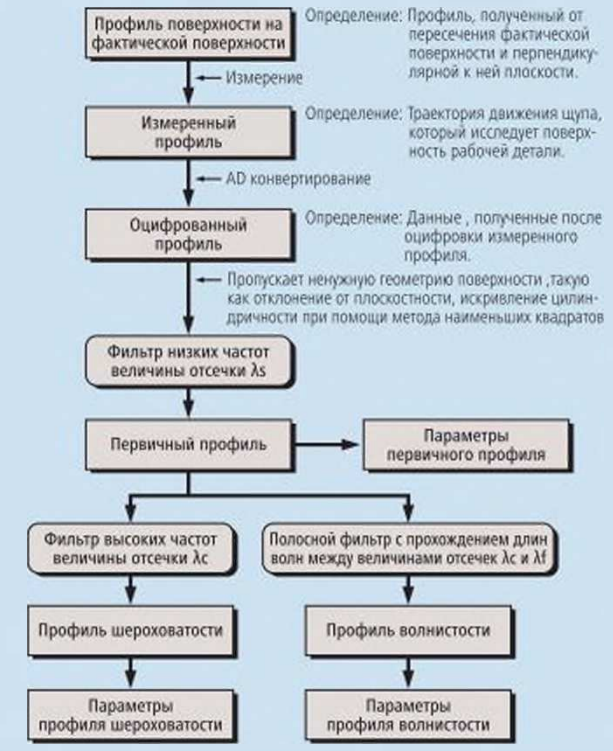 Профиль поверхности на
фактической поверхности
Определение: Профиль, полученный от
пересечения фактической
поверхности и перпендику-
лярной к ней плоскости.
Измерение
Измеренный
профиль
Определение: Траектория движения щупа,
который исследует поверх-
ность рабочей детали.
AD конвертирование
Оцифрованный
профиль
Определение: Данные , полученные после
оцифровки измеренного
профиля.
Пропускает ненужную геометрию поверхности ,такую
как отклонение от плоскостности, искривление цилин-
дричности при помощи метода наименьших квадратов
Фильтр низких частот
величины отсечки λs
Первичный профиль
Параметры
первичного профиля
Фильтр высоких частот
величины отсечки λc
Полосной фильтр с прохождением длин
волн между величинами отсечек λc и λf
Профиль шероховатости
Профиль волнистости
Параметры
профиля шероховатости
Параметры
профиля волнистости